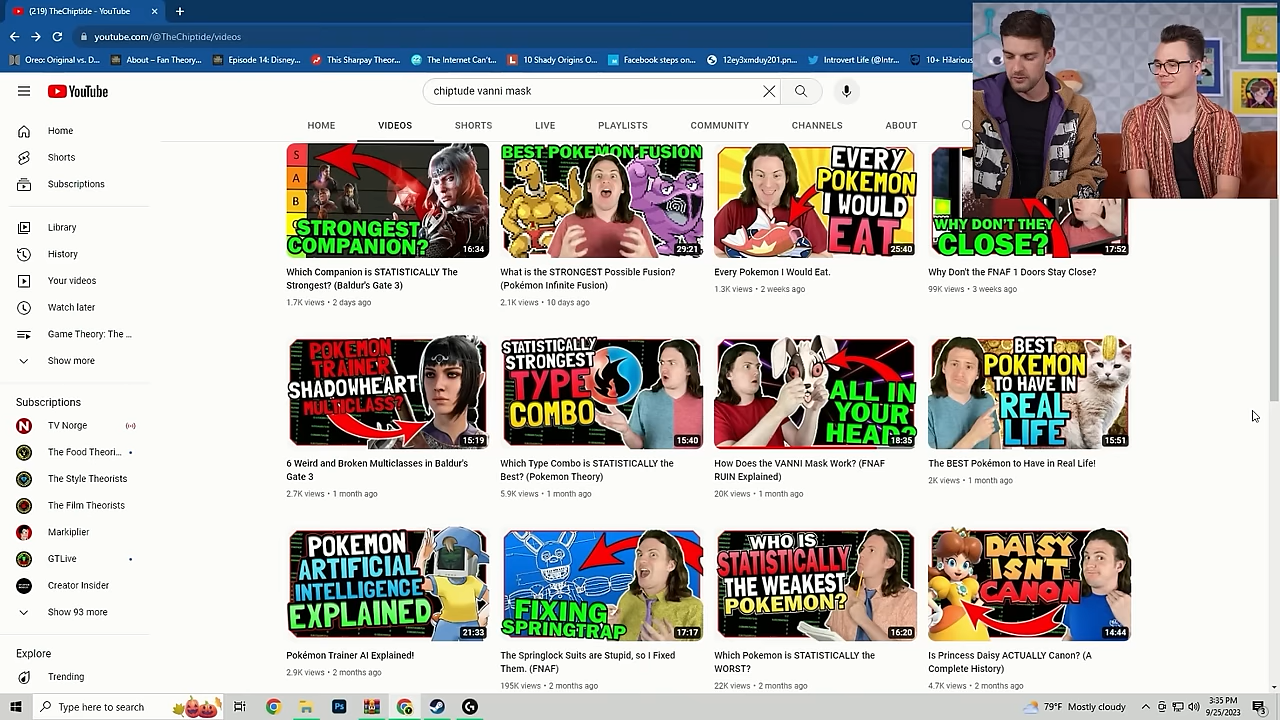 (219) TheChiptide - YouTube
youtube.com/@TheChiptide/videos
Oreo: Original vs. D...
About – Fan Theory...
Episode 14: Disney...
This Sharpay Theor...
The Internet Can't...
10 Shady Origins O...
Facebook steps on...
12ey3xmduy201.pn...
Introvert Life (@Intr...
10+ Hilarious
YouTube
chiptude vanni mask
HOME
VIDEOS
SHORTS
LIVE
PLAYLISTS
COMMUNITY
CHANNELS
ABOUT
Home
Shorts
Subscriptions
Library
History
Your videos
Watch later
Game Theory: The ...
Show more
Subscriptions
TV Norge
The Food Theori...
The Style Theorists
The Film Theorists
Markiplier
GTLive
Creator Insider
Show 93 more
Explore
Trending
S
A
B
STRONGEST
COMPANION?
16:34
Which Companion is STATISTICALLY The
Strongest? (Baldur's Gate 3)
1.7K views • 2 days ago
BEST POKEMON FUSION
29:21
What is the STRONGEST Possible Fusion?
(Pokémon Infinite Fusion)
2.1K views • 10 days ago
EVERY
POKEMON
I WOULD
EAT
25:40
Every Pokemon I Would Eat.
1.3K views • 2 weeks ago
WHY DON'T THEY
CLOSE?
17:52
Why Don't the FNAF 1 Doors Stay Close?
99K views • 3 weeks ago
POKEMON
TRAINER
SHADOWHEART
MULTICLASS?
15:19
6 Weird and Broken Multiclasses in Baldur's
Gate 3
2.7K views • 1 month ago
STATISTICALLY
STRONGEST
TYPE
COMBO
15:40
Which Type Combo is STATISTICALLY the
Best? (Pokemon Theory)
5.9K views • 1 month ago
ALL IN
YOUR
HEAD?
18:35
How Does the VANNI Mask Work? (FNAF
RUIN Explained)
20K views • 1 month ago
BEST
POKEMON
TO HAVE IN
REAL
LIFE
15:51
The BEST Pokémon to Have in Real Life!
2K views • 1 month ago
POKEMON
ARTIFICIAL
INTELLIGENCE
EXPLAINED
21:33
Pokémon Trainer AI Explained!
2.9K views • 2 months ago
FIXING
SPRINGTRAP
17:17
The Springlock Suits are Stupid, so I Fixed
Them. (FNAF)
195K views • 2 months ago
WHO IS
STATISTICALLY
THE WEAKEST
POKEMON?
16:20
Which Pokemon is STATISTICALLY the
WORST?
22K views • 2 months ago
DAISY
ISN'T
CANON
14:44
Is Princess Daisy ACTUALLY Canon? (A
Complete History)
4.7K views • 2 months ago
Type here to search
79°F Mostly cloudy
3:35 PM
9/25/2023
3